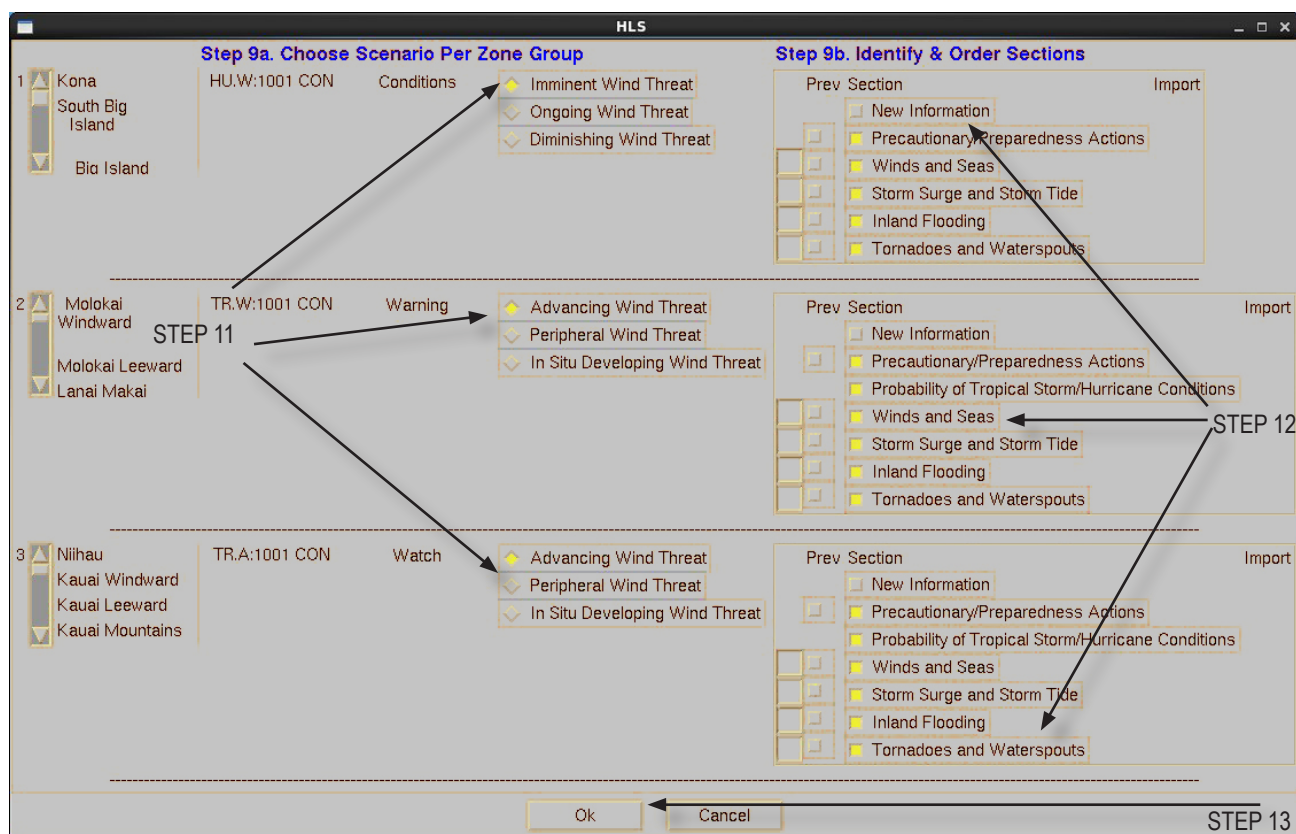 HLS
Step 9a. Choose Scenario Per Zone Group
Step 9b. Identify & Order Sections
1 Kona HU.W:1001 CON Conditions Imminent Wind Threat
South Big
Island
Big Island
Ongoing Wind Threat
Diminishing Wind Threat
Prev Section Import
New Information
Precautionary/Preparedness Actions
Winds and Seas
Storm Surge and Storm Tide
Inland Flooding
Tornadoes and Waterspouts
2 Molokai TR.W:1001 CON Warning Advancing Wind Threat
Windward
Molokai Leeward
Lanai Makai
Peripheral Wind Threat
In Situ Developing Wind Threat
STEP 11
Prev Section Import
New Information
Precautionary/Preparedness Actions
Probability of Tropical Storm/Hurricane Conditions
Winds and Seas
Storm Surge and Storm Tide
Inland Flooding
Tornadoes and Waterspouts
STEP 12
3 Niihau TR.A:1001 CON Watch Advancing Wind Threat
Kauai Windward
Kauai Leeward
Kauai Mountains
Peripheral Wind Threat
In Situ Developing Wind Threat
Prev Section Import
New Information
Precautionary/Preparedness Actions
Probability of Tropical Storm/Hurricane Conditions
Winds and Seas
Storm Surge and Storm Tide
Inland Flooding
Tornadoes and Waterspouts
Ok Cancel
STEP 13